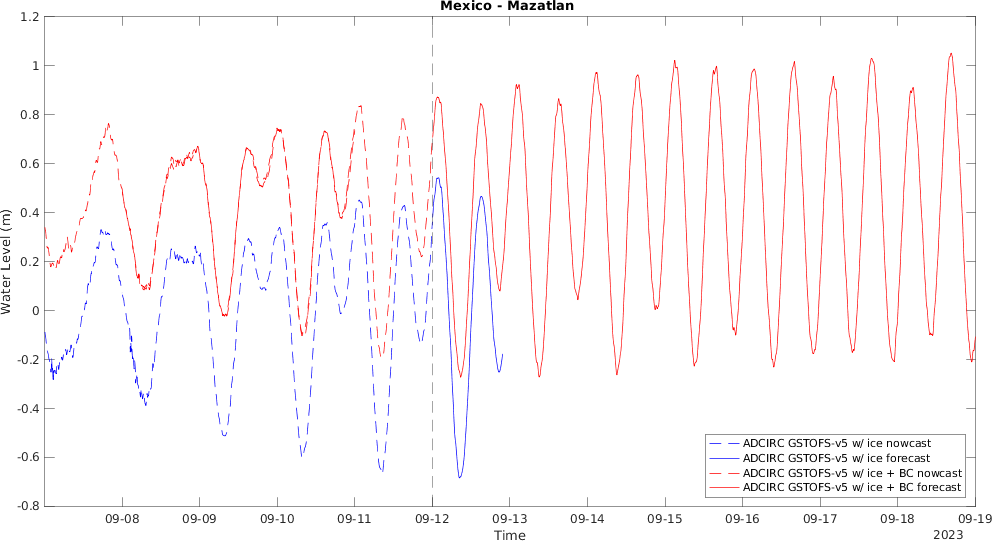 Mexico - Mazatlan
1.2
1
0.8
0.6
0.4
0.2
0
-0.2
-0.4
-0.6
-0.8
Water Level (m)
ADCIRC GSTOFS-v5 w/ ice nowcast
ADCIRC GSTOFS-v5 w/ ice forecast
ADCIRC GSTOFS-v5 w/ ice + BC nowcast
ADCIRC GSTOFS-v5 w/ ice + BC forecast
09-08 09-09 09-10 09-11 09-12 09-13 09-14 09-15 09-16 09-17 09-18 09-19
Time
2023